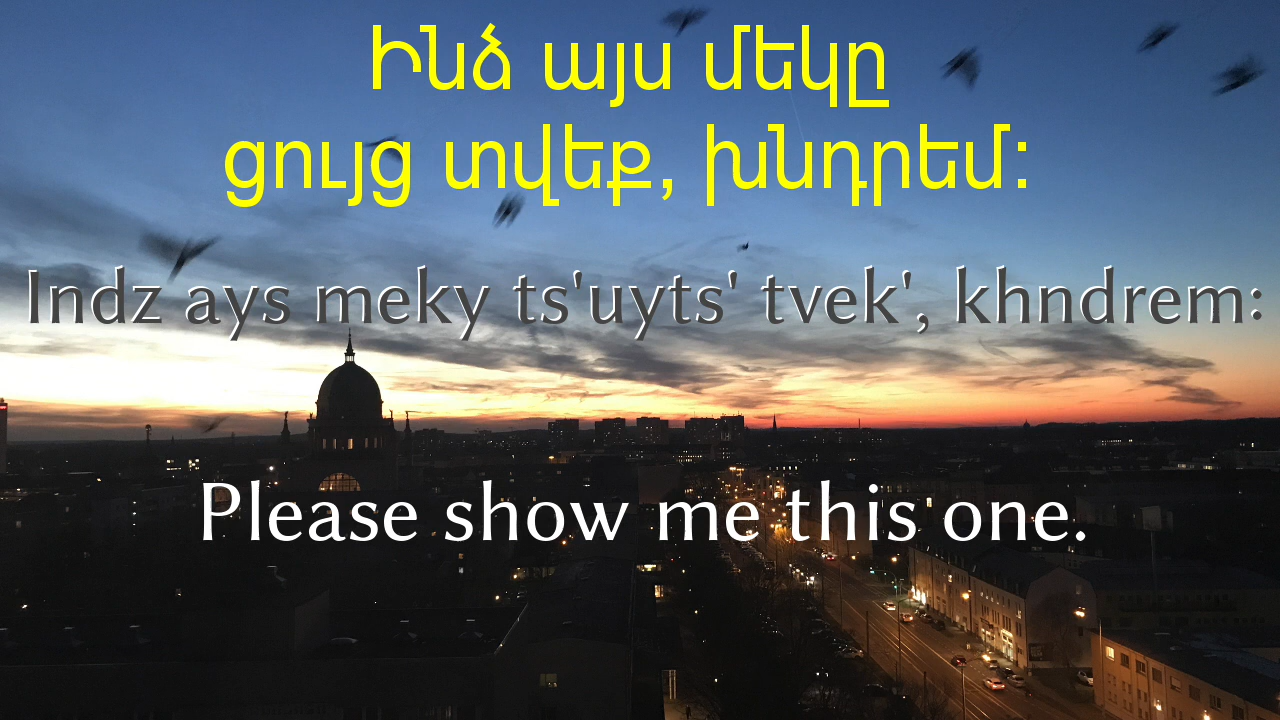 Ինձ այս մեկը
ցույց տվեք, խնդրեմ:
Indz ays meky ts'uyts' tvek', khndrem:
Please show me this one.